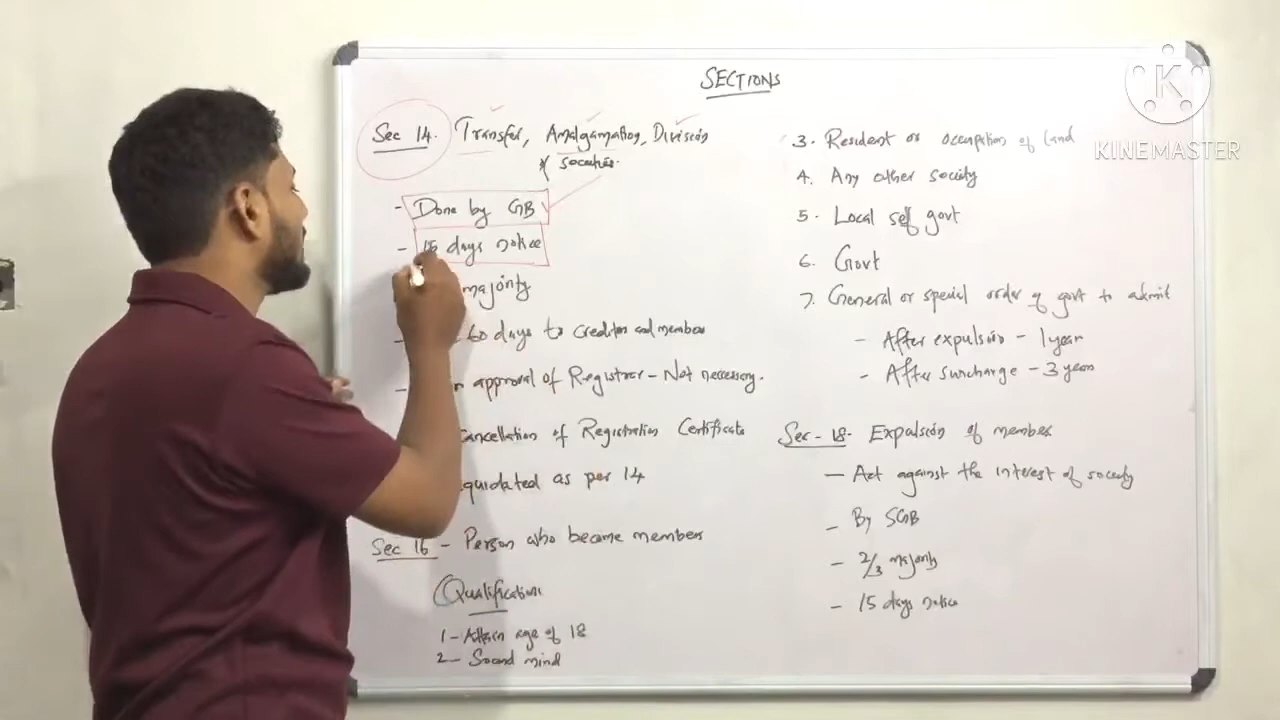 SECTIONS
Sec 14. Transfer, Amalgamation, Division
of societies.
- Done by GB
- 15 days notice
majority
- 60 days to creditors and members
- approval of Registrar - Not necessary.
Cancellation of Registration Certificate
as per 14
Sec 16 - Person who became members
Qualification
1 - Attain age of 18
2 - Sound mind
3. Resident or occupation of land
4. Any other society
5. Local self govt
6. Govt
7. General or special order of govt to admit
- After expulsion - 1 year
- After surcharge - 3 years
Sec - 18. Expulsion of member
- Act against the interest of society
- By SGB
- 2/3 majority
- 15 days notice
K
KINEMASTER